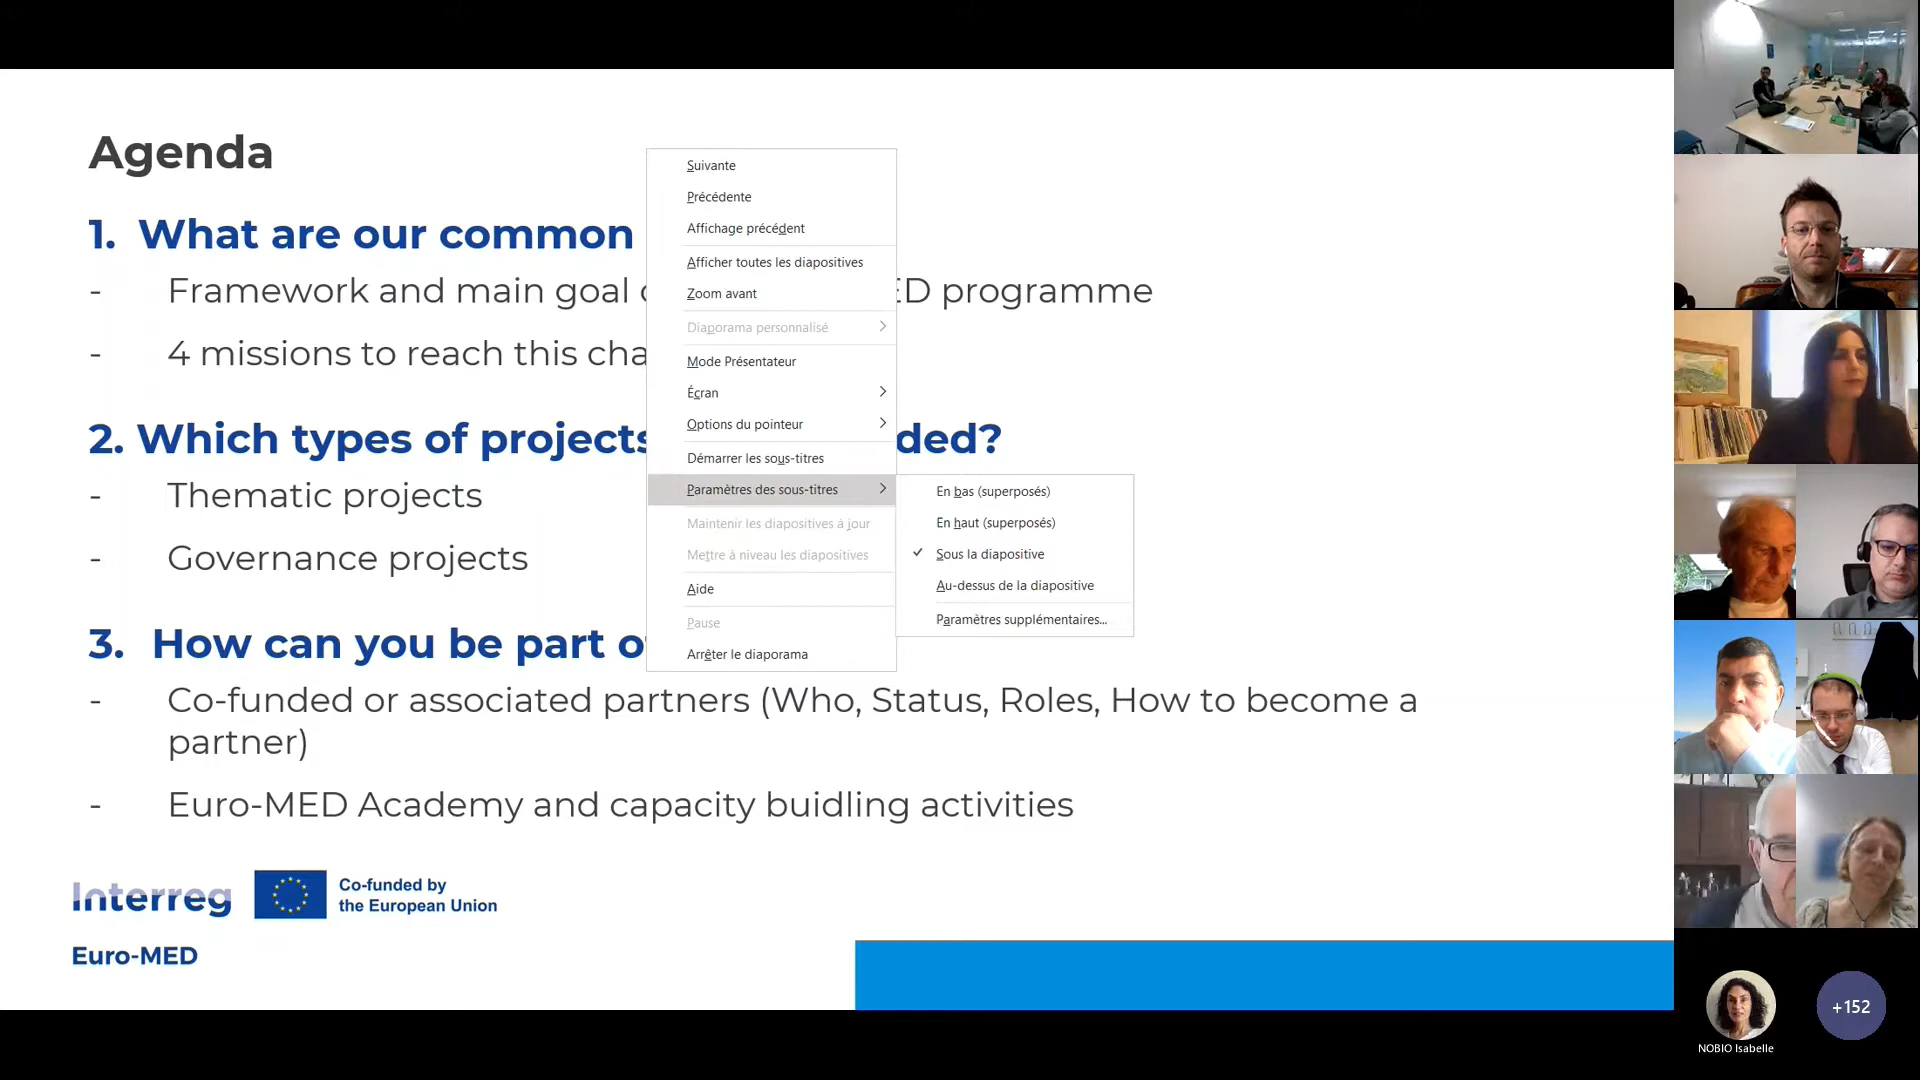 Agenda
1. What are our common
- Framework and main goal ED programme
- 4 missions to reach this cha
2. Which types of projects ded?
- Thematic projects
- Governance projects
3. How can you be part o
- Co-funded or associated partners (Who, Status, Roles, How to become a
partner)
- Euro-MED Academy and capacity buidling activities
Interreg
Co-funded by
the European Union
Euro-MED
Suivante
Précédente
Affichage précédent
Afficher toutes les diapositives
Zoom avant
Diaporama personnalisé
Mode Présentateur
Écran
Options du pointeur
Démarrer les sous-titres
Paramètres des sous-titres
Maintenir les diapositives à jour
Mettre à niveau les diapositives
Aide
Pause
Arrêter le diaporama
En bas (superposés)
En haut (superposés)
Sous la diapositive
Au-dessus de la diapositive
Paramètres supplémentaires...
NOBIO Isabelle
+152